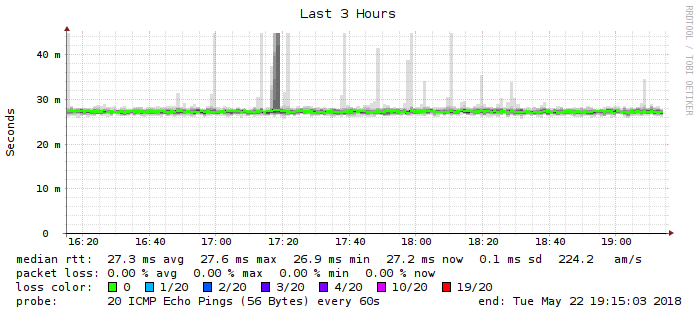 Last 3 Hours
RRDTOOL / TOBI OETIKER
Seconds
40 m
30 m
20 m
10 m
0
16:20 16:40 17:00 17:20 17:40 18:00 18:20 18:40 19:00
median rtt: 27.3 ms avg 27.6 ms max 26.9 ms min 27.2 ms now 0.1 ms sd 224.2 am/s
packet loss: 0.00 % avg 0.00 % max 0.00 % min 0.00 % now
loss color: 0 1/20 2/20 3/20 4/20 10/20 19/20
probe: 20 ICMP Echo Pings (56 Bytes) every 60s end: Tue May 22 19:15:03 2018